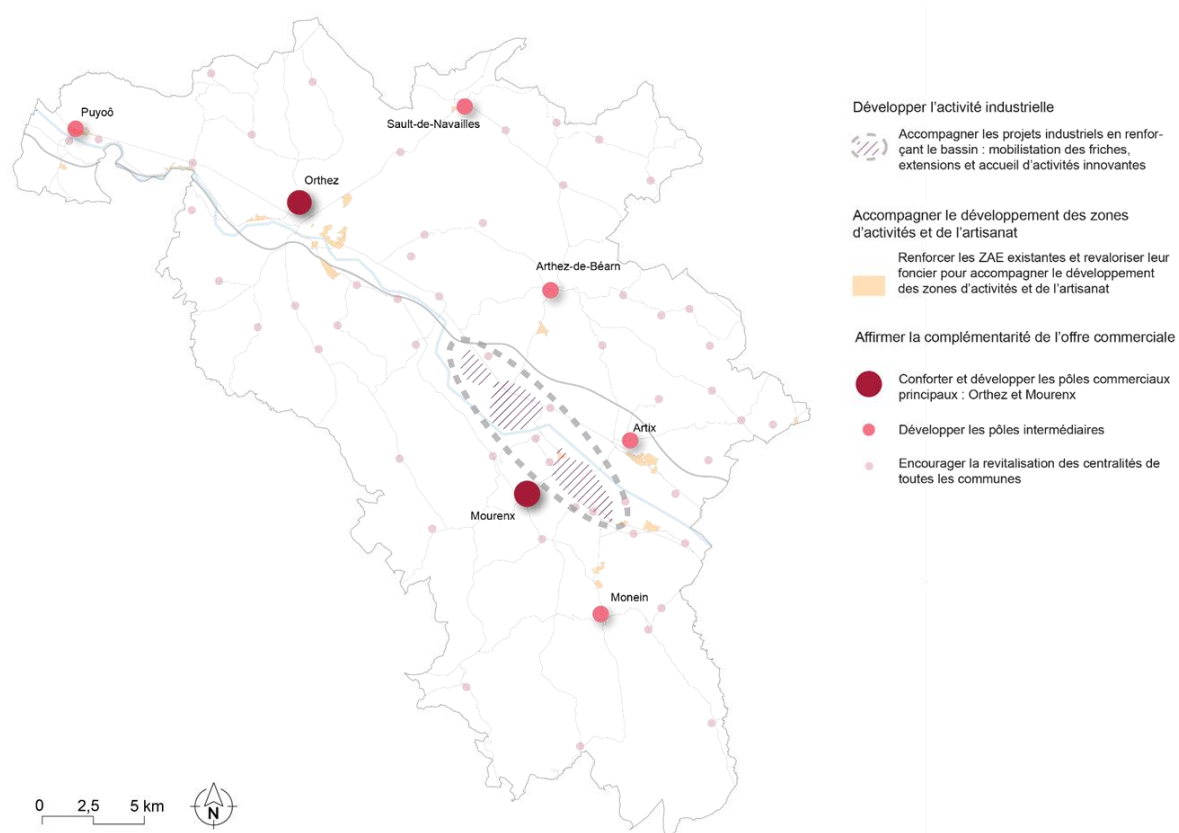 Puyoô
Sault-de-Navailles
Orthez
Arthez-de-Béarn
Artix
Mourenx
Monein
0 2,5 5 km
N
Développer l’activité industrielle
Accompagner les projets industriels en renfor-
çant le bassin : mobilistation des friches,
extensions et accueil d’activités innovantes
Accompagner le développement des zones
d’activités et de l’artisanat
Renforcer les ZAE existantes et revaloriser leur
foncier pour accompagner le développement
des zones d’activités et de l’artisanat
Affirmer la complémentarité de l’offre commerciale
Conforter et développer les pôles commerciaux
principaux : Orthez et Mourenx
Développer les pôles intermédiaires
Encourager la revitalisation des centralités de
toutes les communes